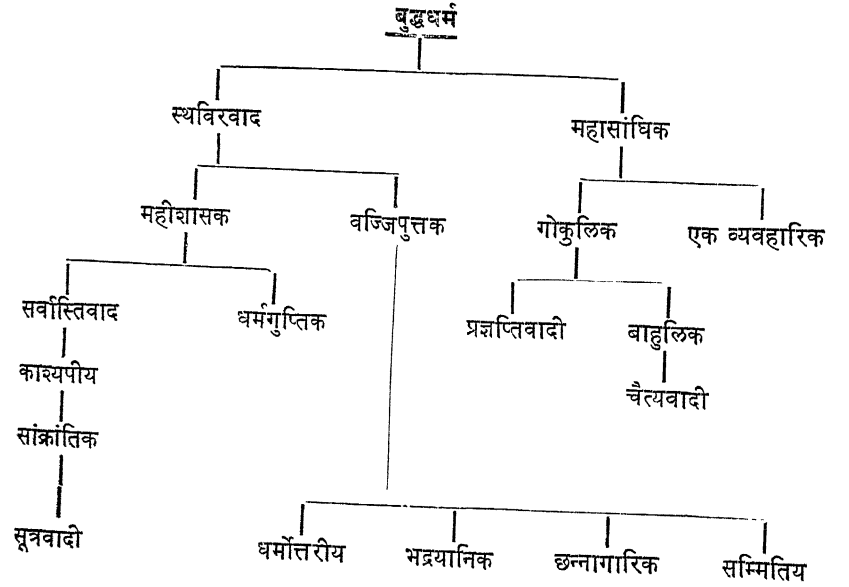 बुद्धधर्म
स्थविरवाद
महासांघिक
महीशासक
वज्जिपुत्तक
गोकुलिक
एक व्यवहारिक
सर्वास्तिवाद
धर्मगुप्तिक
प्रज्ञप्तिवादी
बाहुलिक
काश्यपीय
चैत्यवादी
सांक्रांतिक
सूत्रवादी
धर्मोत्तरीय
भद्रयानिक
छन्नागारिक
सम्मितिय